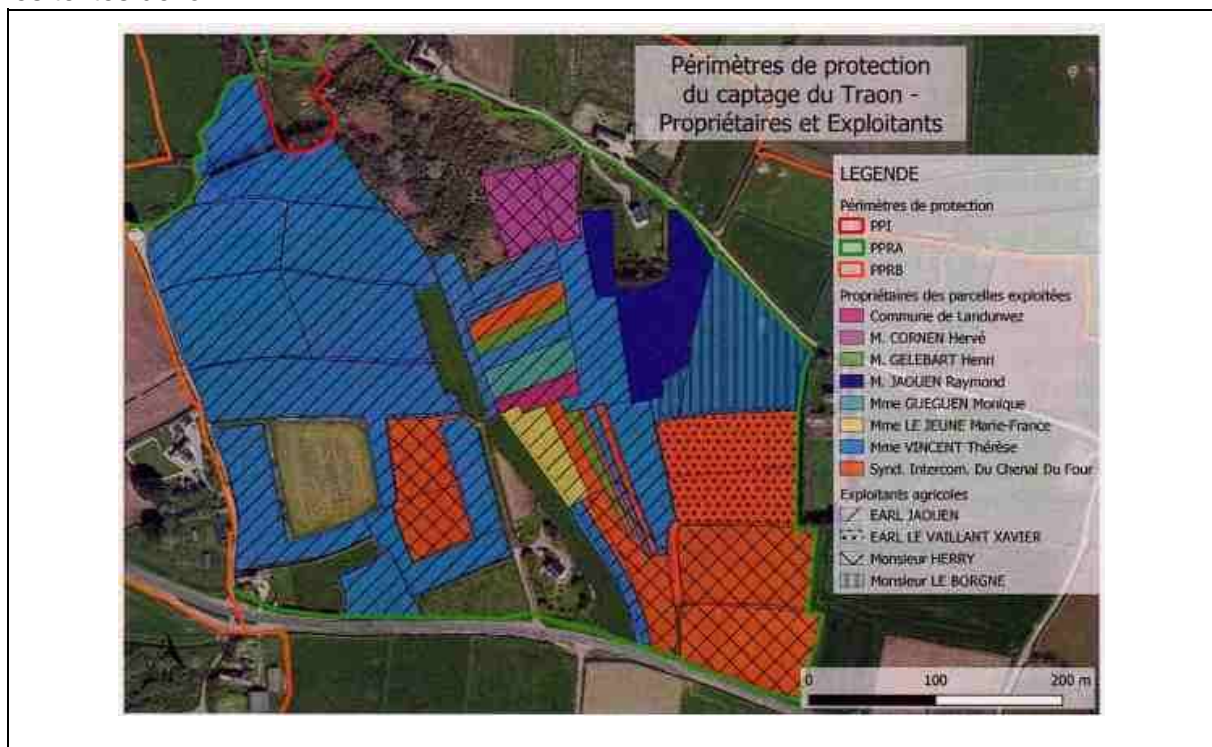 Périmètres de protection
du captage du Traon -
Propriétaires et Exploitants
LEGENDE
Périmètres de protection
PPI
PPRA
PPRB
Propriétaires des parcelles exploitées
Commune de Landunvez
M. CORNEN Hervé
M. GELEBART Henri
M. JAOUEN Raymond
Mme GUEGUEN Monique
Mme LE JEUNE Marie-France
Mme VINCENT Thérèse
Synd. Intercom. Du Chenal Du Four
Exploitants agricoles
EARL JAOUEN
EARL LE VAILLANT XAVIER
Monsieur HERRY
Monsieur LE BORGNE
0 100 200 m